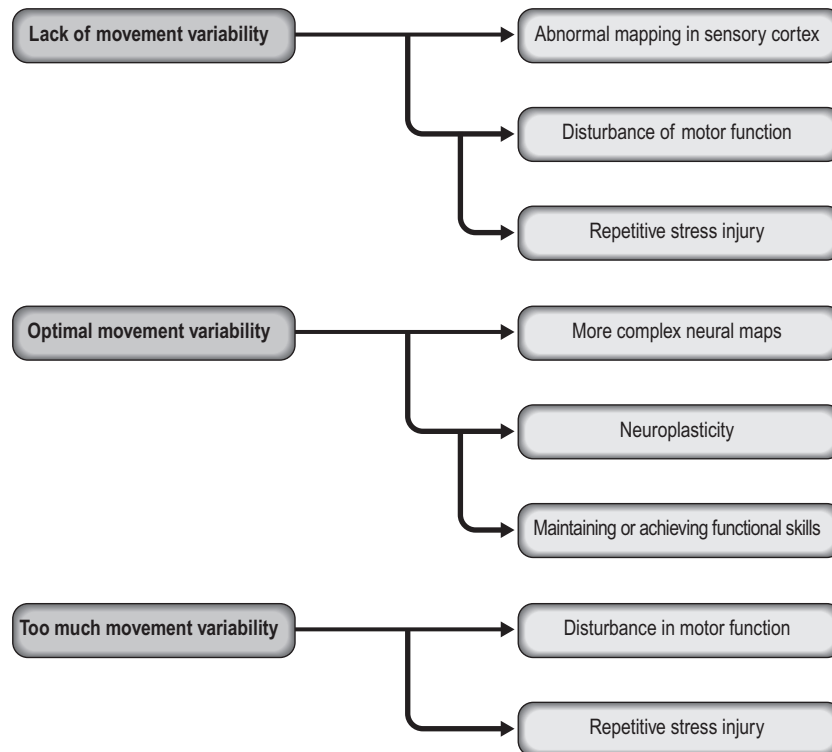 Lack of movement variability
Abnormal mapping in sensory cortex
Disturbance of motor function
Repetitive stress injury
Optimal movement variability
More complex neural maps
Neuroplasticity
Maintaining or achieving functional skills
Too much movement variability
Disturbance in motor function
Repetitive stress injury